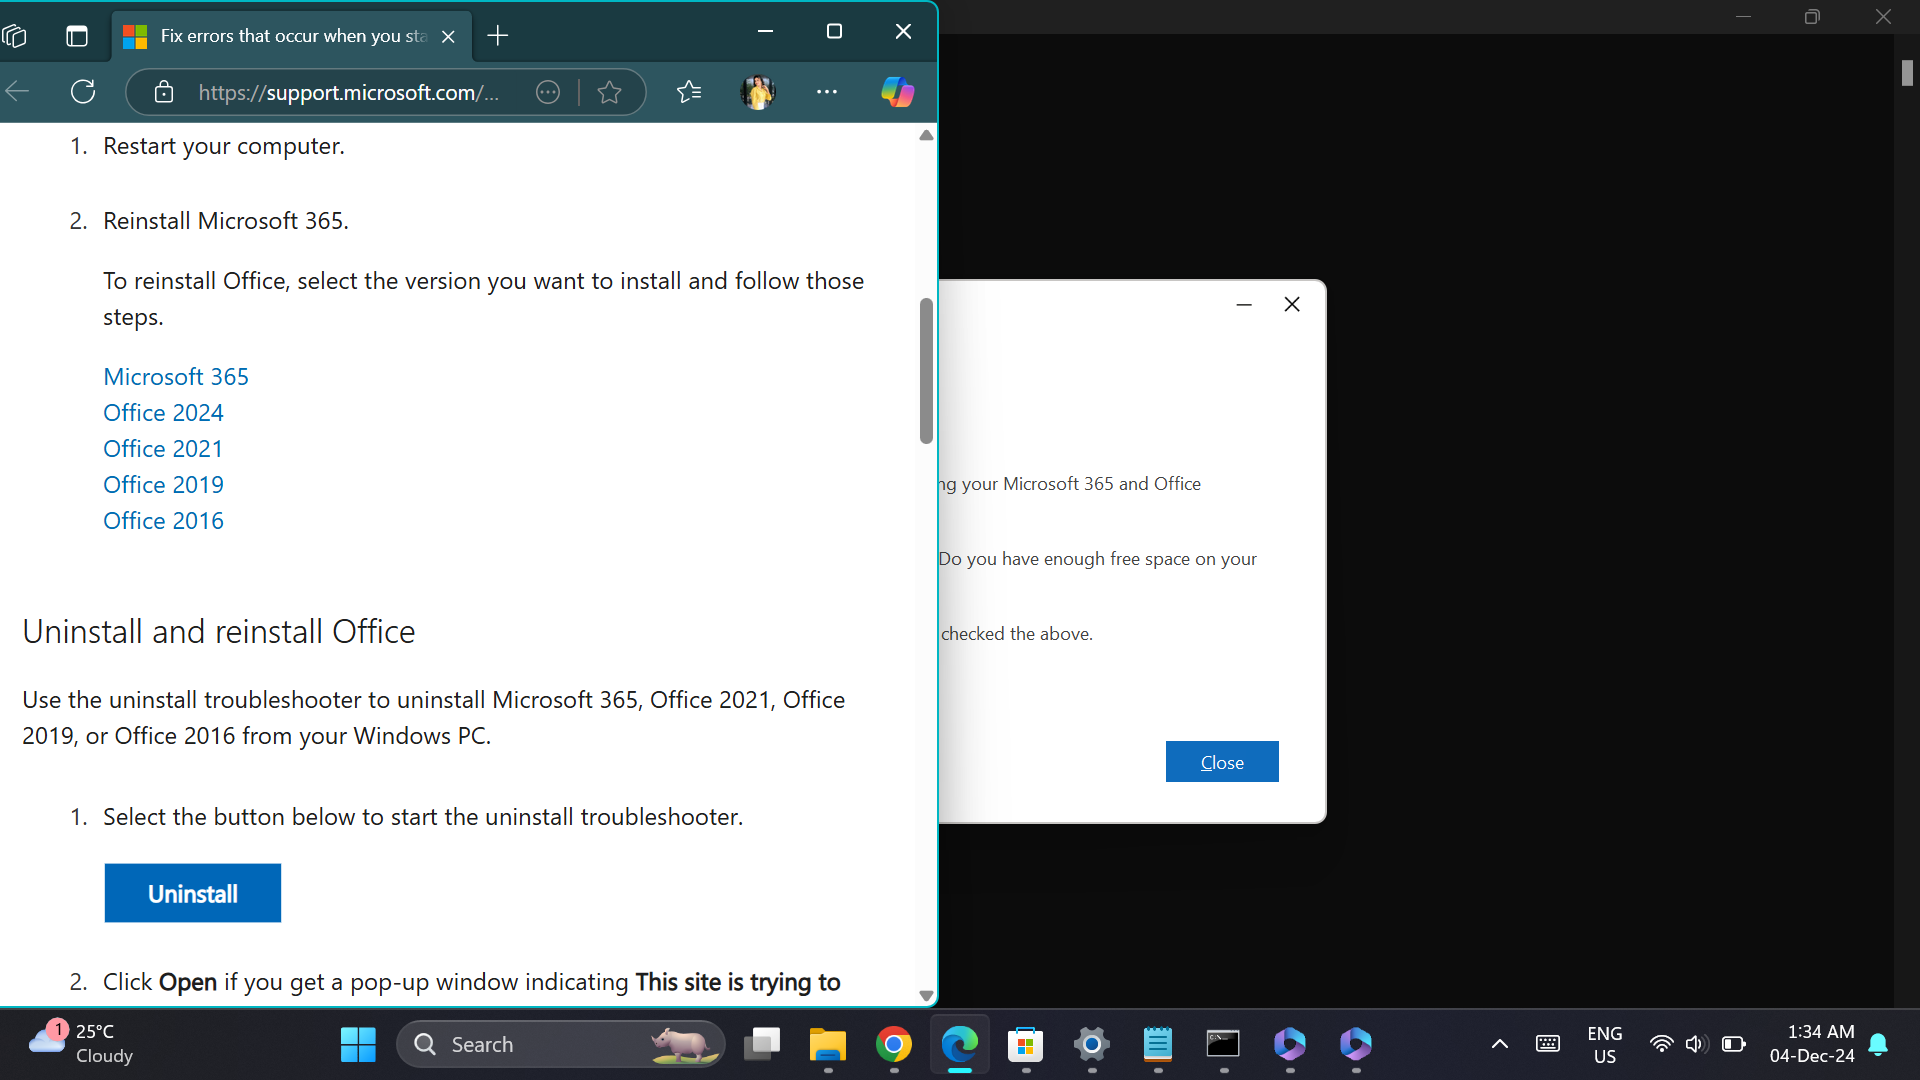 Fix errors that occur when you sta
https://support.microsoft.com/...
1. Restart your computer.
2. Reinstall Microsoft 365.
To reinstall Office, select the version you want to install and follow those
steps.
Microsoft 365
Office 2024
Office 2021
Office 2019
Office 2016
Uninstall and reinstall Office
Use the uninstall troubleshooter to uninstall Microsoft 365, Office 2021, Office
2019, or Office 2016 from your Windows PC.
1. Select the button below to start the uninstall troubleshooter.
Uninstall
2. Click Open if you get a pop-up window indicating This site is trying to
ng your Microsoft 365 and Office
Do you have enough free space on your
checked the above.
Close
1
25°C
Cloudy
Search
ENG
US
1:34 AM
04-Dec-24